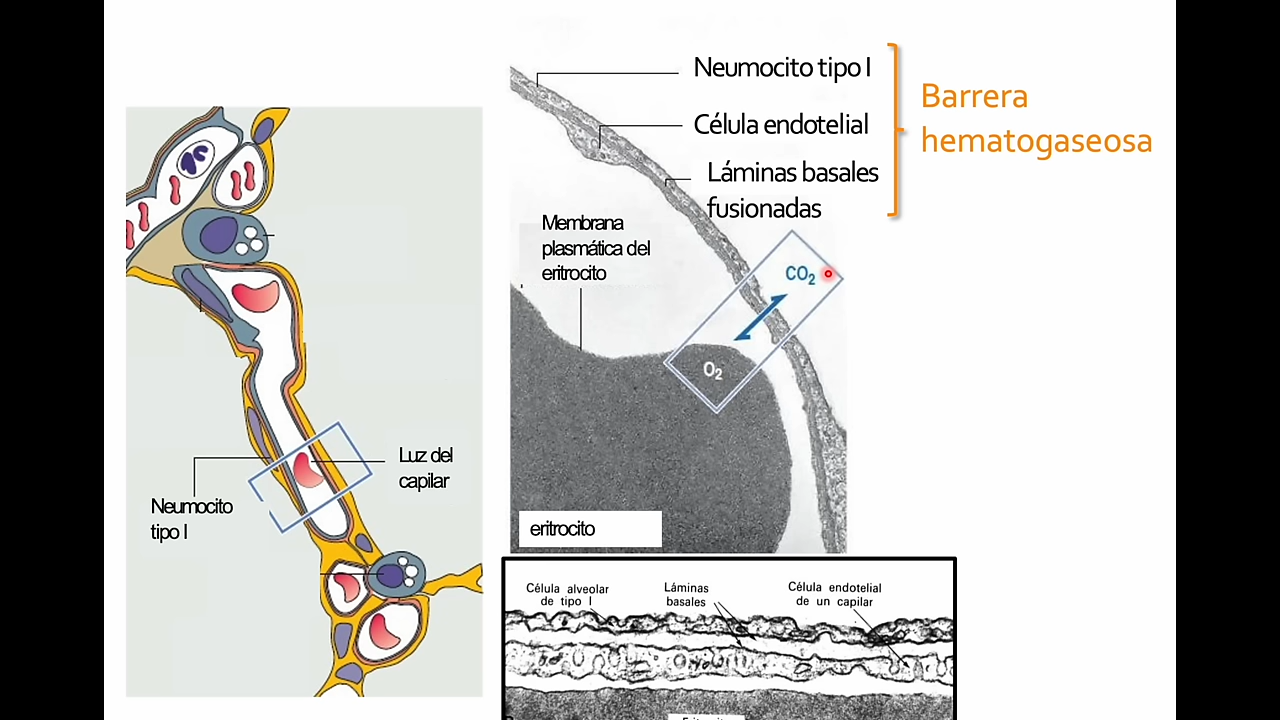 Neumocito tipo I
Célula endotelial
Láminas basales
fusionadas
Barrera
hematogaseosa
Membrana
plasmática del
eritrocito
CO2
O2
eritrocito
Luz del
capilar
Neumocito
tipo I
Célula alveolar
de tipo I
Láminas
basales
Célula endotelial
de un capilar